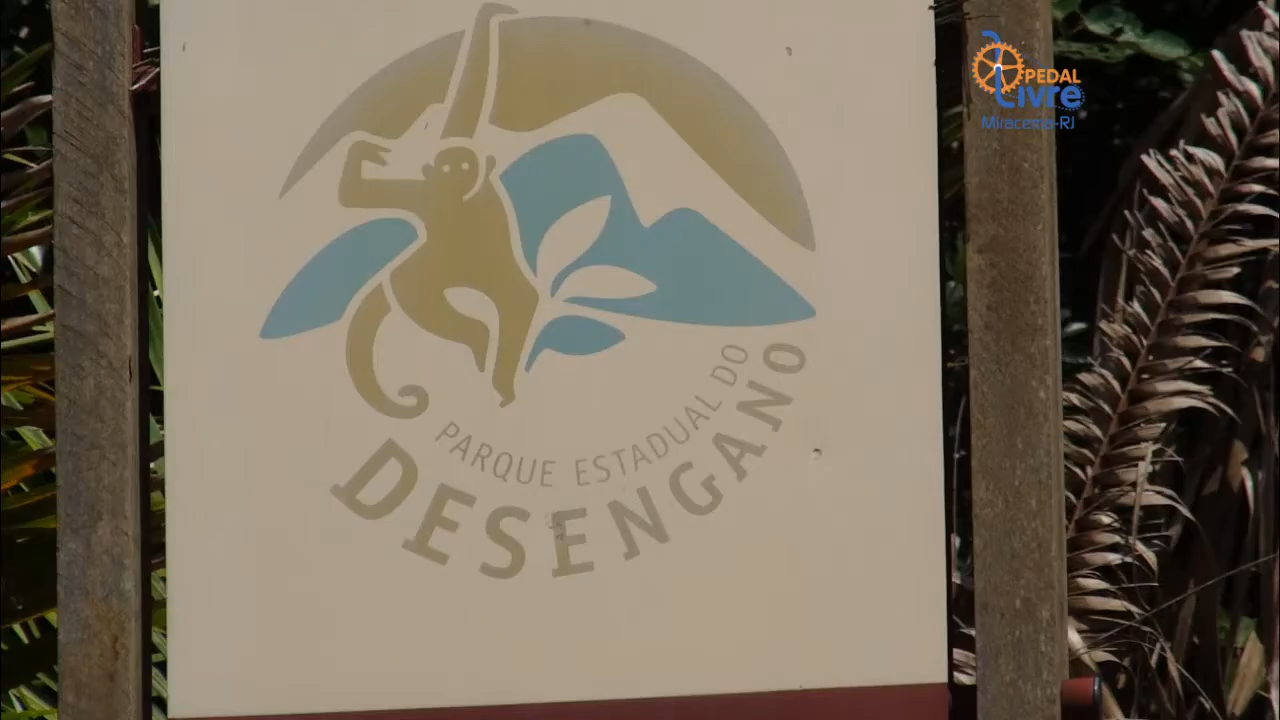 PEDAL
Livre
Miracema-RJ
PARQUE ESTADUAL DO
DESENGANO